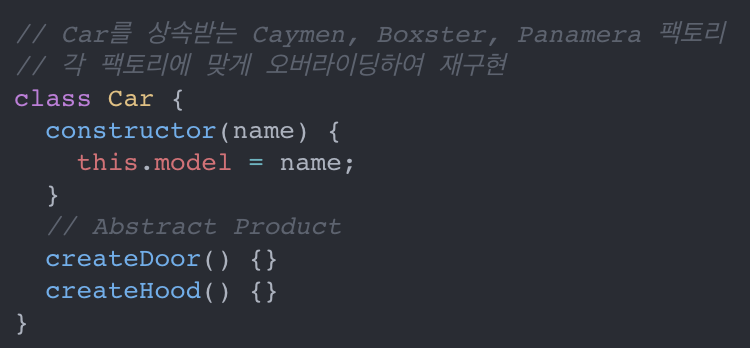 // Car를 상속받는 Caymen, Boxster, Panamera 팩토리
// 각 팩토리에 맞게 오버라이딩하여 재구현
class Car {
  constructor(name) {
    this.model = name;
  }
  // Abstract Product
  createDoor() {}
  createHood() {}
}